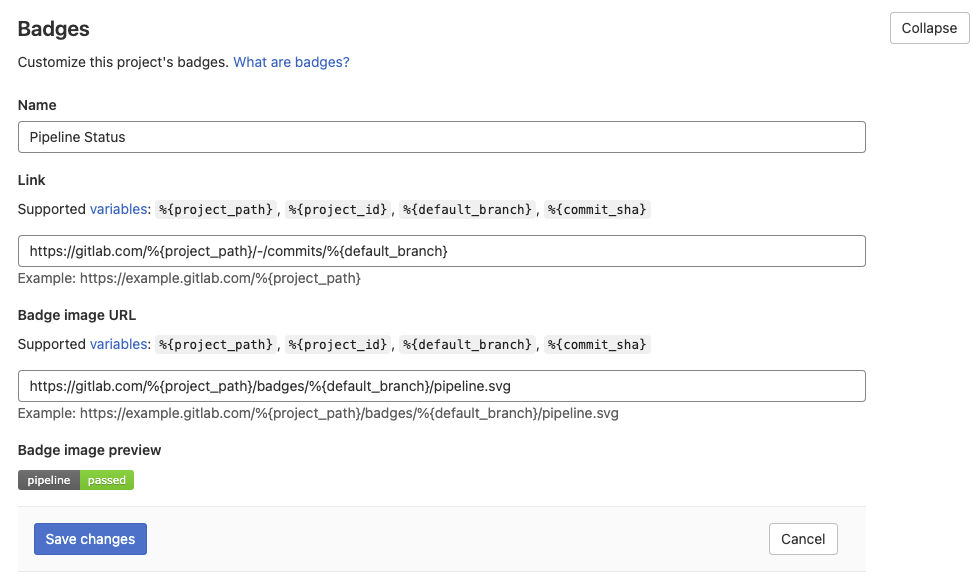 Badges
Collapse
Customize this project's badges. What are badges?
Name
Pipeline Status
Link
Supported variables: %{project_path}, %{project_id}, %{default_branch}, %{commit_sha}
https://gitlab.com/%{project_path}/-/commits/%{default_branch}
Example: https://example.gitlab.com/%{project_path}
Badge image URL
Supported variables: %{project_path}, %{project_id}, %{default_branch}, %{commit_sha}
https://gitlab.com/%{project_path}/badges/%{default_branch}/pipeline.svg
Example: https://example.gitlab.com/%{project_path}/badges/%{default_branch}/pipeline.svg
Badge image preview
pipeline passed
Save changes Cancel